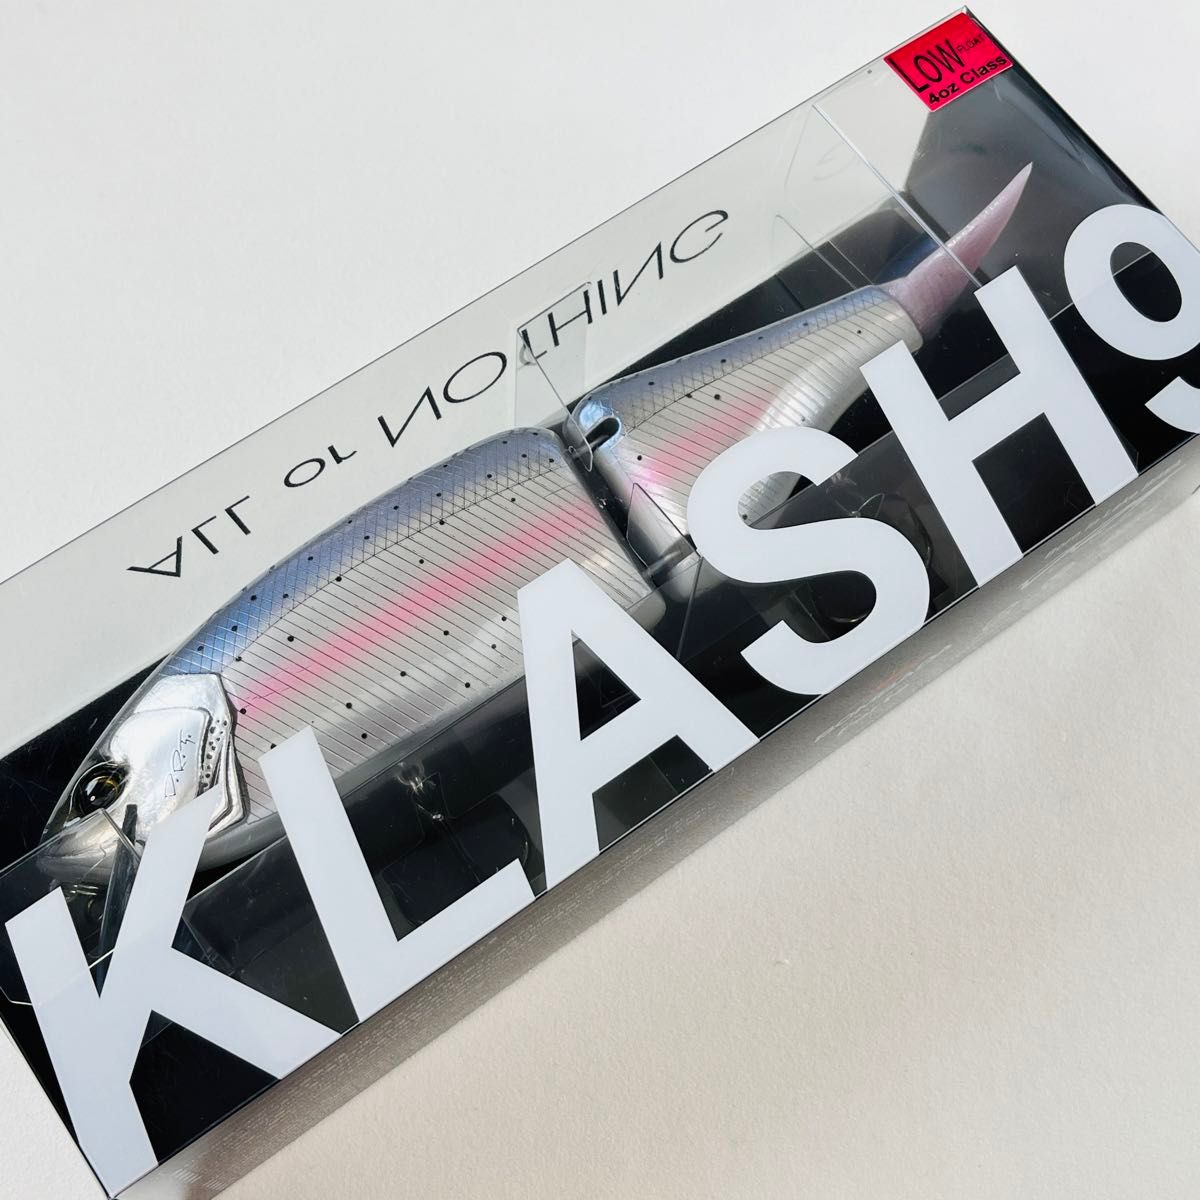 LOW FLOAT
4oz Class
ALL or NOTHING
KLASH9